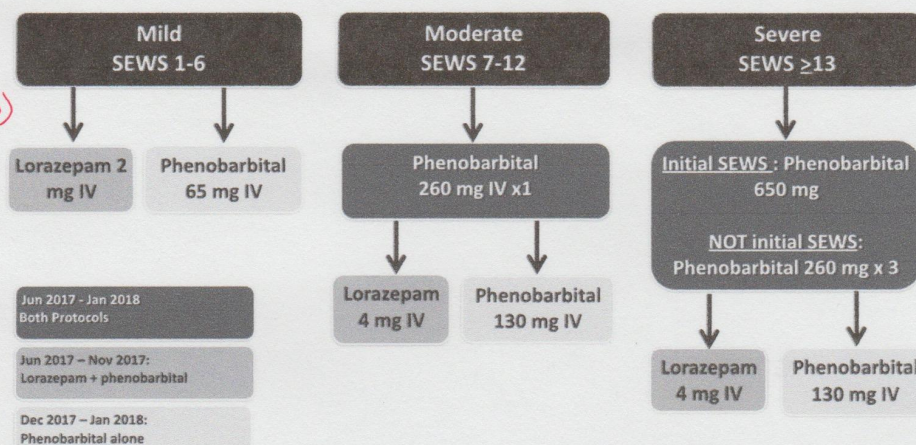 Mild
SEWS 1-6
Moderate
SEWS 7-12
Severe
SEWS ≥13
Lorazepam 2
mg IV
Phenobarbital
65 mg IV
Phenobarbital
260 mg IV x1
Initial SEWS : Phenobarbital
650 mg
NOT initial SEWS:
Phenobarbital 260 mg x 3
Lorazepam
4 mg IV
Phenobarbital
130 mg IV
Lorazepam
4 mg IV
Phenobarbital
130 mg IV
Jun 2017 - Jan 2018
Both Protocols
Jun 2017 – Nov 2017:
Lorazepam + phenobarbital
Dec 2017 – Jan 2018:
Phenobarbital alone